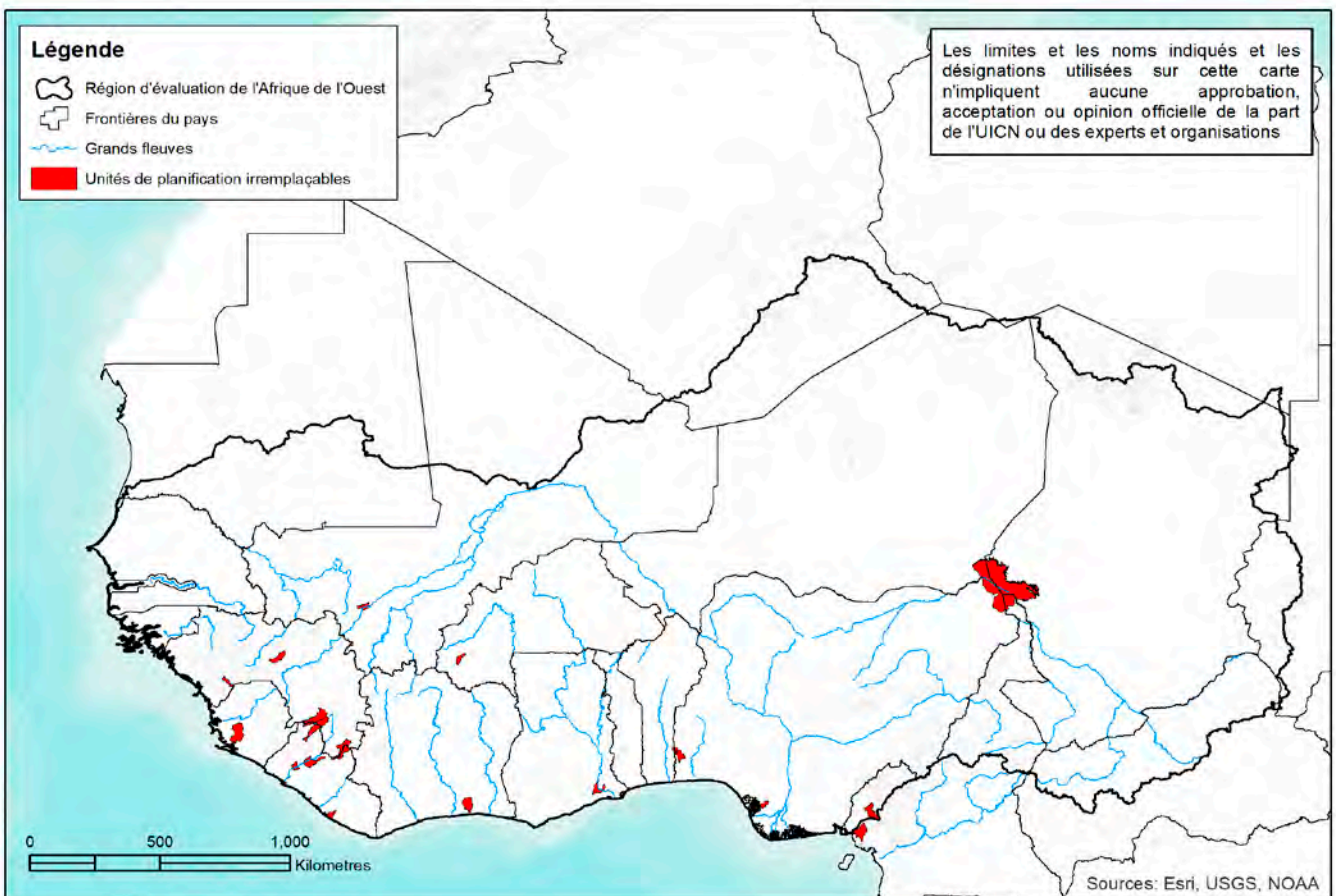 Légende
Région d'évaluation de l'Afrique de l'Ouest
Frontières du pays
Grands fleuves
Unités de planification irremplaçables
Les limites et les noms indiqués et les
désignations utilisées sur cette carte
n'impliquent aucune approbation,
acceptation ou opinion officielle de la part
de l'UICN ou des experts et organisations
0 500 1,000
Kilometres
Sources: Esri, USGS, NOAA